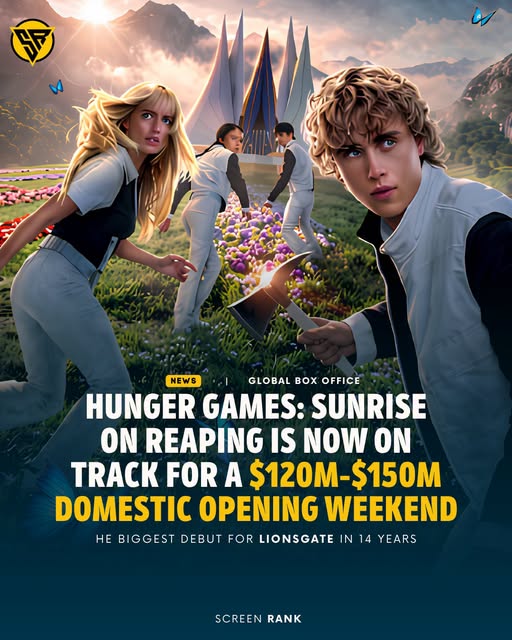 SR
NEWS | GLOBAL BOX OFFICE
HUNGER GAMES: SUNRISE
ON REAPING IS NOW ON
TRACK FOR A $120M-$150M
DOMESTIC OPENING WEEKEND
HE BIGGEST DEBUT FOR LIONSGATE IN 14 YEARS
SCREEN RANK